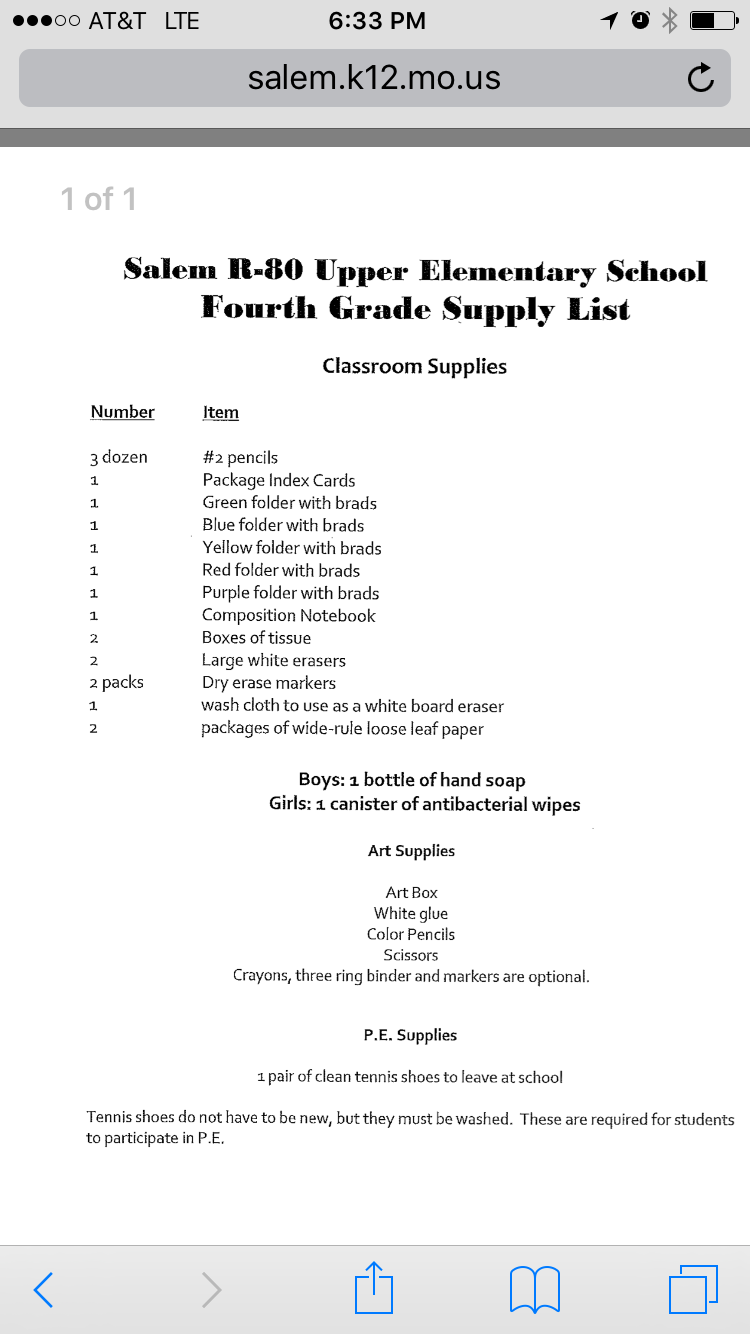 AT&T LTE 6:33 PM
salem.k12.mo.us
1 of 1
Salem R-80 Upper Elementary School
Fourth Grade Supply List
Classroom Supplies
Number Item
3 dozen #2 pencils
1 Package Index Cards
1 Green folder with brads
1 Blue folder with brads
1 Yellow folder with brads
1 Red folder with brads
1 Purple folder with brads
1 Composition Notebook
2 Boxes of tissue
2 Large white erasers
2 packs Dry erase markers
1 wash cloth to use as a white board eraser
2 packages of wide-rule loose leaf paper
Boys: 1 bottle of hand soap
Girls: 1 canister of antibacterial wipes
Art Supplies
Art Box
White glue
Color Pencils
Scissors
Crayons, three ring binder and markers are optional.
P.E. Supplies
1 pair of clean tennis shoes to leave at school
Tennis shoes do not have to be new, but they must be washed. These are required for students
to participate in P.E.